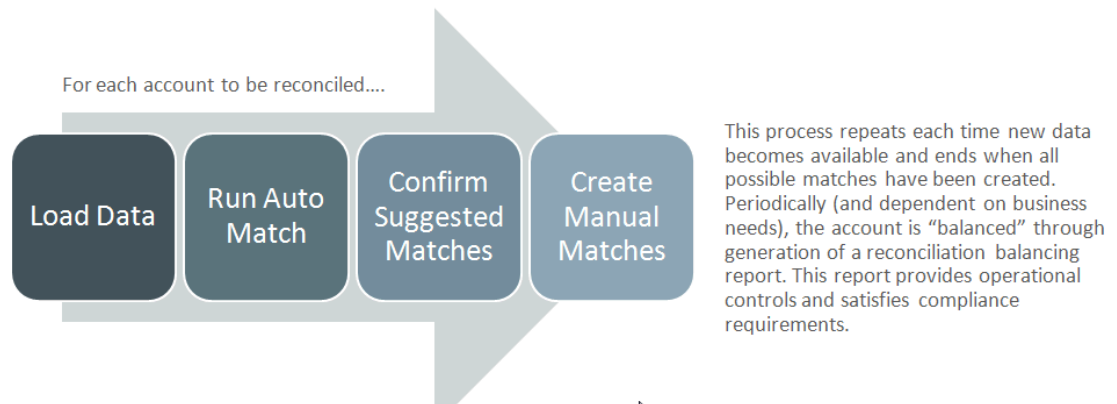 For each account to be reconciled....
Load Data
Run Auto
Match
Confirm
Suggested
Matches
Create
Manual
Matches
This process repeats each time new data
becomes available and ends when all
possible matches have been created.
Periodically (and dependent on business
needs), the account is “balanced” through
generation of a reconciliation balancing
report. This report provides operational
controls and satisfies compliance
requirements.